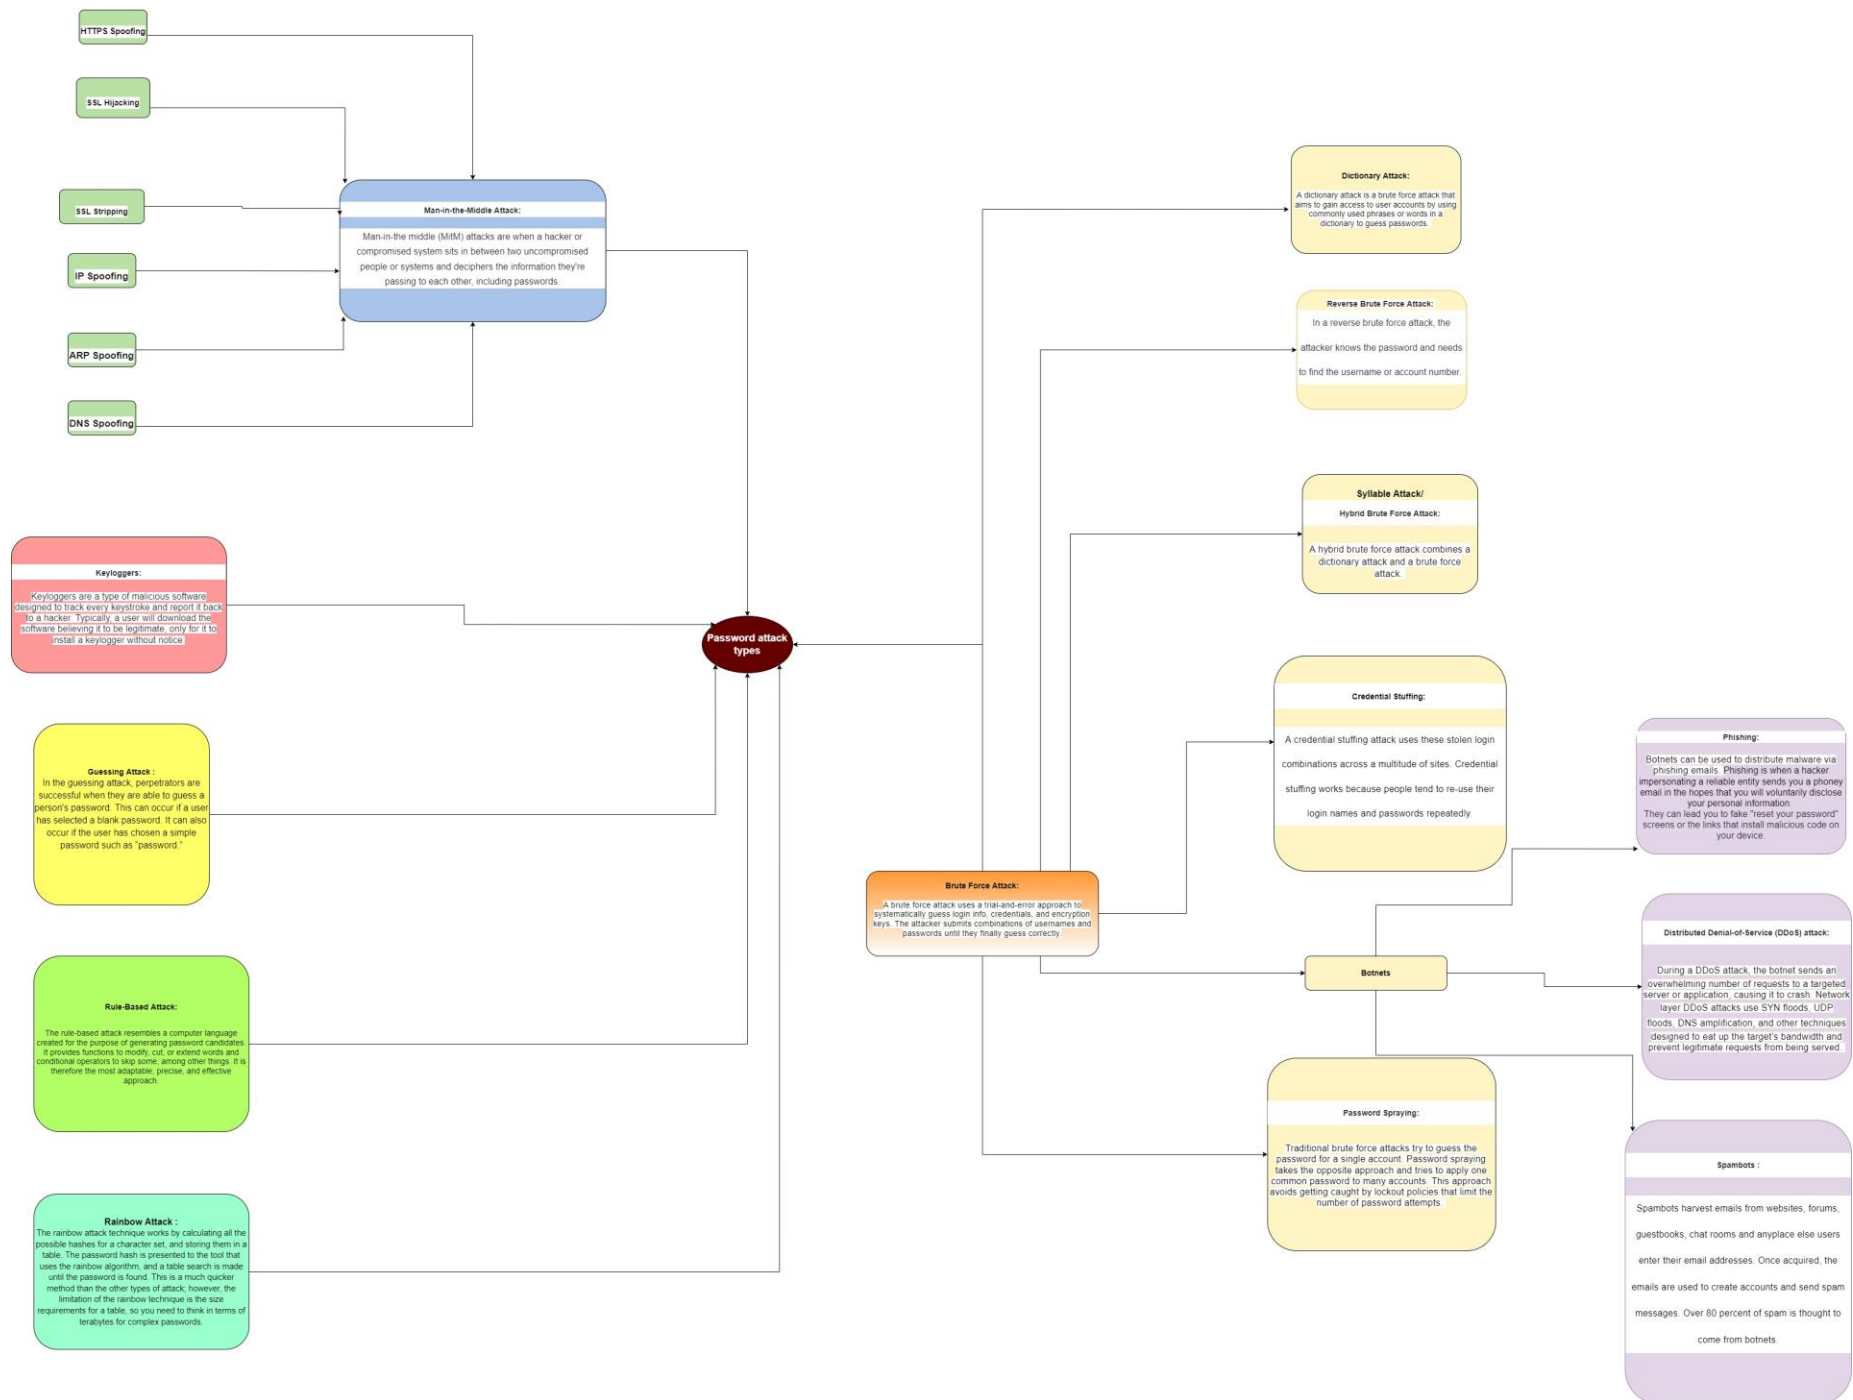 HTTPS Spoofing
SSL Hijacking
SSL Stripping
IP Spoofing
ARP Spoofing
DNS Spoofing
Man-in-the-Middle Attack:
Man-in-the middle (MitM) attacks are when a hacker or
compromised system sits in between two uncompromised
people or systems and deciphers the information they're
passing to each other, including passwords.
Keyloggers:
Keyloggers are a type of malicious software
designed to track every keystroke and report it back
to a hacker. Typically, a user will download the
software believing it to be legitimate, only for it to
install a keylogger without notice.
Guessing Attack :
In the guessing attack, perpetrators are
successful when they are able to guess a
person's password. This can occur if a user
has selected a blank password. It can also
occur if the user has chosen a simple
password such as "password."
Rule-Based Attack:
The rule-based attack resembles a computer language
created for the purpose of generating password candidates.
It provides functions to modify, cut, or extend words and
conditional operators to skip some, among other things. It is
therefore the most adaptable, precise, and effective
approach.
Rainbow Attack :
The rainbow attack technique works by calculating all the
possible hashes for a character set, and storing them in a
table. The password hash is presented to the tool that
uses the rainbow algorithm, and a table search is made
until the password is found. This is a much quicker
method than the other types of attack; however, the
limitation of the rainbow technique is the size
requirements for a table, so you need to think in terms of
terabytes for complex passwords.
Password attack
types
Brute Force Attack:
A brute force attack uses a trial-and-error approach to
systematically guess login info, credentials, and encryption
keys. The attacker submits combinations of usernames and
passwords until they finally guess correctly.
Dictionary Attack:
A dictionary attack is a brute force attack that
aims to gain access to user accounts by using
commonly used phrases or words in a
dictionary to guess passwords.
Reverse Brute Force Attack:
In a reverse brute force attack, the
attacker knows the password and needs
to find the username or account number.
Syllable Attack/
Hybrid Brute Force Attack:
A hybrid brute force attack combines a
dictionary attack and a brute force
attack.
Credential Stuffing:
A credential stuffing attack uses these stolen login
combinations across a multitude of sites. Credential
stuffing works because people tend to re-use their
login names and passwords repeatedly.
Botnets
Password Spraying:
Traditional brute force attacks try to guess the
password for a single account. Password spraying
takes the opposite approach and tries to apply one
common password to many accounts. This approach
avoids getting caught by lockout policies that limit the
number of password attempts.
Phishing:
Botnets can be used to distribute malware via
phishing emails. Phishing is when a hacker
impersonating a reliable entity sends you a phoney
email in the hopes that you will voluntarily disclose
your personal information.
They can lead you to fake "reset your password"
screens or the links that install malicious code on
your device.
Distributed Denial-of-Service (DDoS) attack:
During a DDoS attack, the botnet sends an
overwhelming number of requests to a targeted
server or application, causing it to crash. Network
layer DDoS attacks use SYN floods, UDP
floods, DNS amplification, and other techniques
designed to eat up the target's bandwidth and
prevent legitimate requests from being served.
Spambots :
Spambots harvest emails from websites, forums,
guestbooks, chat rooms and anyplace else users
enter their email addresses. Once acquired, the
emails are used to create accounts and send spam
messages. Over 80 percent of spam is thought to
come from botnets.